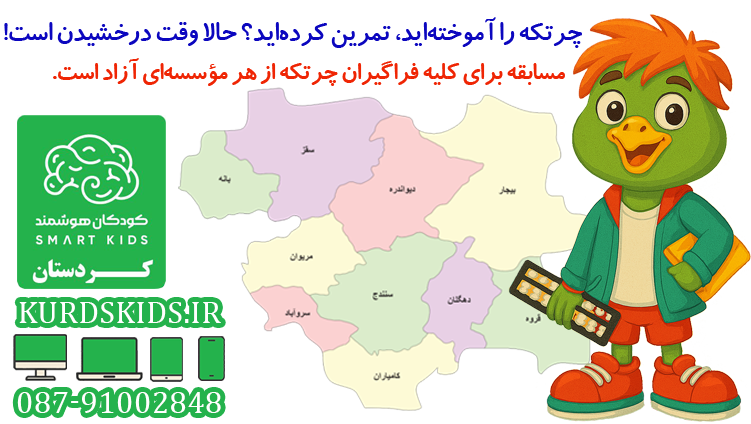 چرتکه را آموخته‌اید، تمرین کرده‌اید؟ حالا وقت درخشیدن است!
مسابقه برای کلیه فراگیران چرتکه از هر مؤسسه‌ای آزاد است.
سقز
بانه
دیواندره
بیجار
مریوان
سنندج
دهگلان
قروه
سروآباد
کامیاران
کودکان هوشمند
SMART KIDS
کردستان
KURDSKIDS.IR
087-91002848